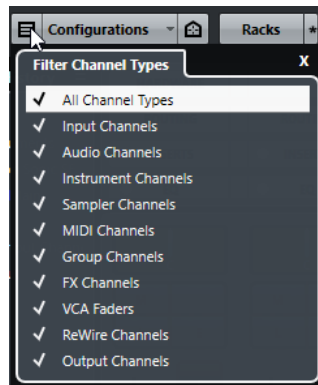 Configurations Racks *
Filter Channel Types X
✓ All Channel Types
✓ Input Channels
✓ Audio Channels
✓ Instrument Channels
✓ Sampler Channels
✓ MIDI Channels
✓ Group Channels
✓ FX Channels
✓ VCA Faders
✓ ReWire Channels
✓ Output Channels